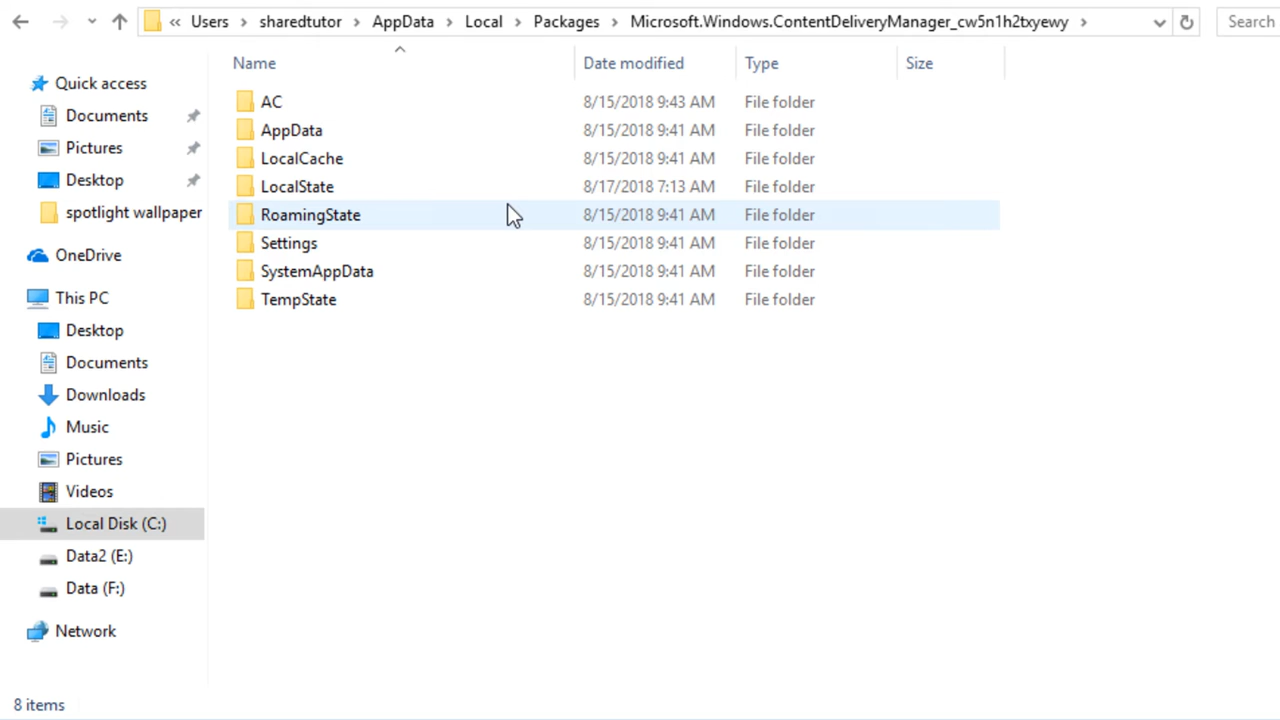 « Users > sharedtutor > AppData > Local > Packages > Microsoft.Windows.ContentDeliveryManager_cw5n1h2txyewy >
Search
Name Date modified Type Size
Quick access
Documents
Pictures
Desktop
spotlight wallpaper
OneDrive
This PC
Desktop
Documents
Downloads
Music
Pictures
Videos
Local Disk (C:)
Data2 (E:)
Data (F:)
Network
AC 8/15/2018 9:43 AM File folder
AppData 8/15/2018 9:41 AM File folder
LocalCache 8/15/2018 9:41 AM File folder
LocalState 8/17/2018 7:13 AM File folder
RoamingState 8/15/2018 9:41 AM File folder
Settings 8/15/2018 9:41 AM File folder
SystemAppData 8/15/2018 9:41 AM File folder
TempState 8/15/2018 9:41 AM File folder
8 items